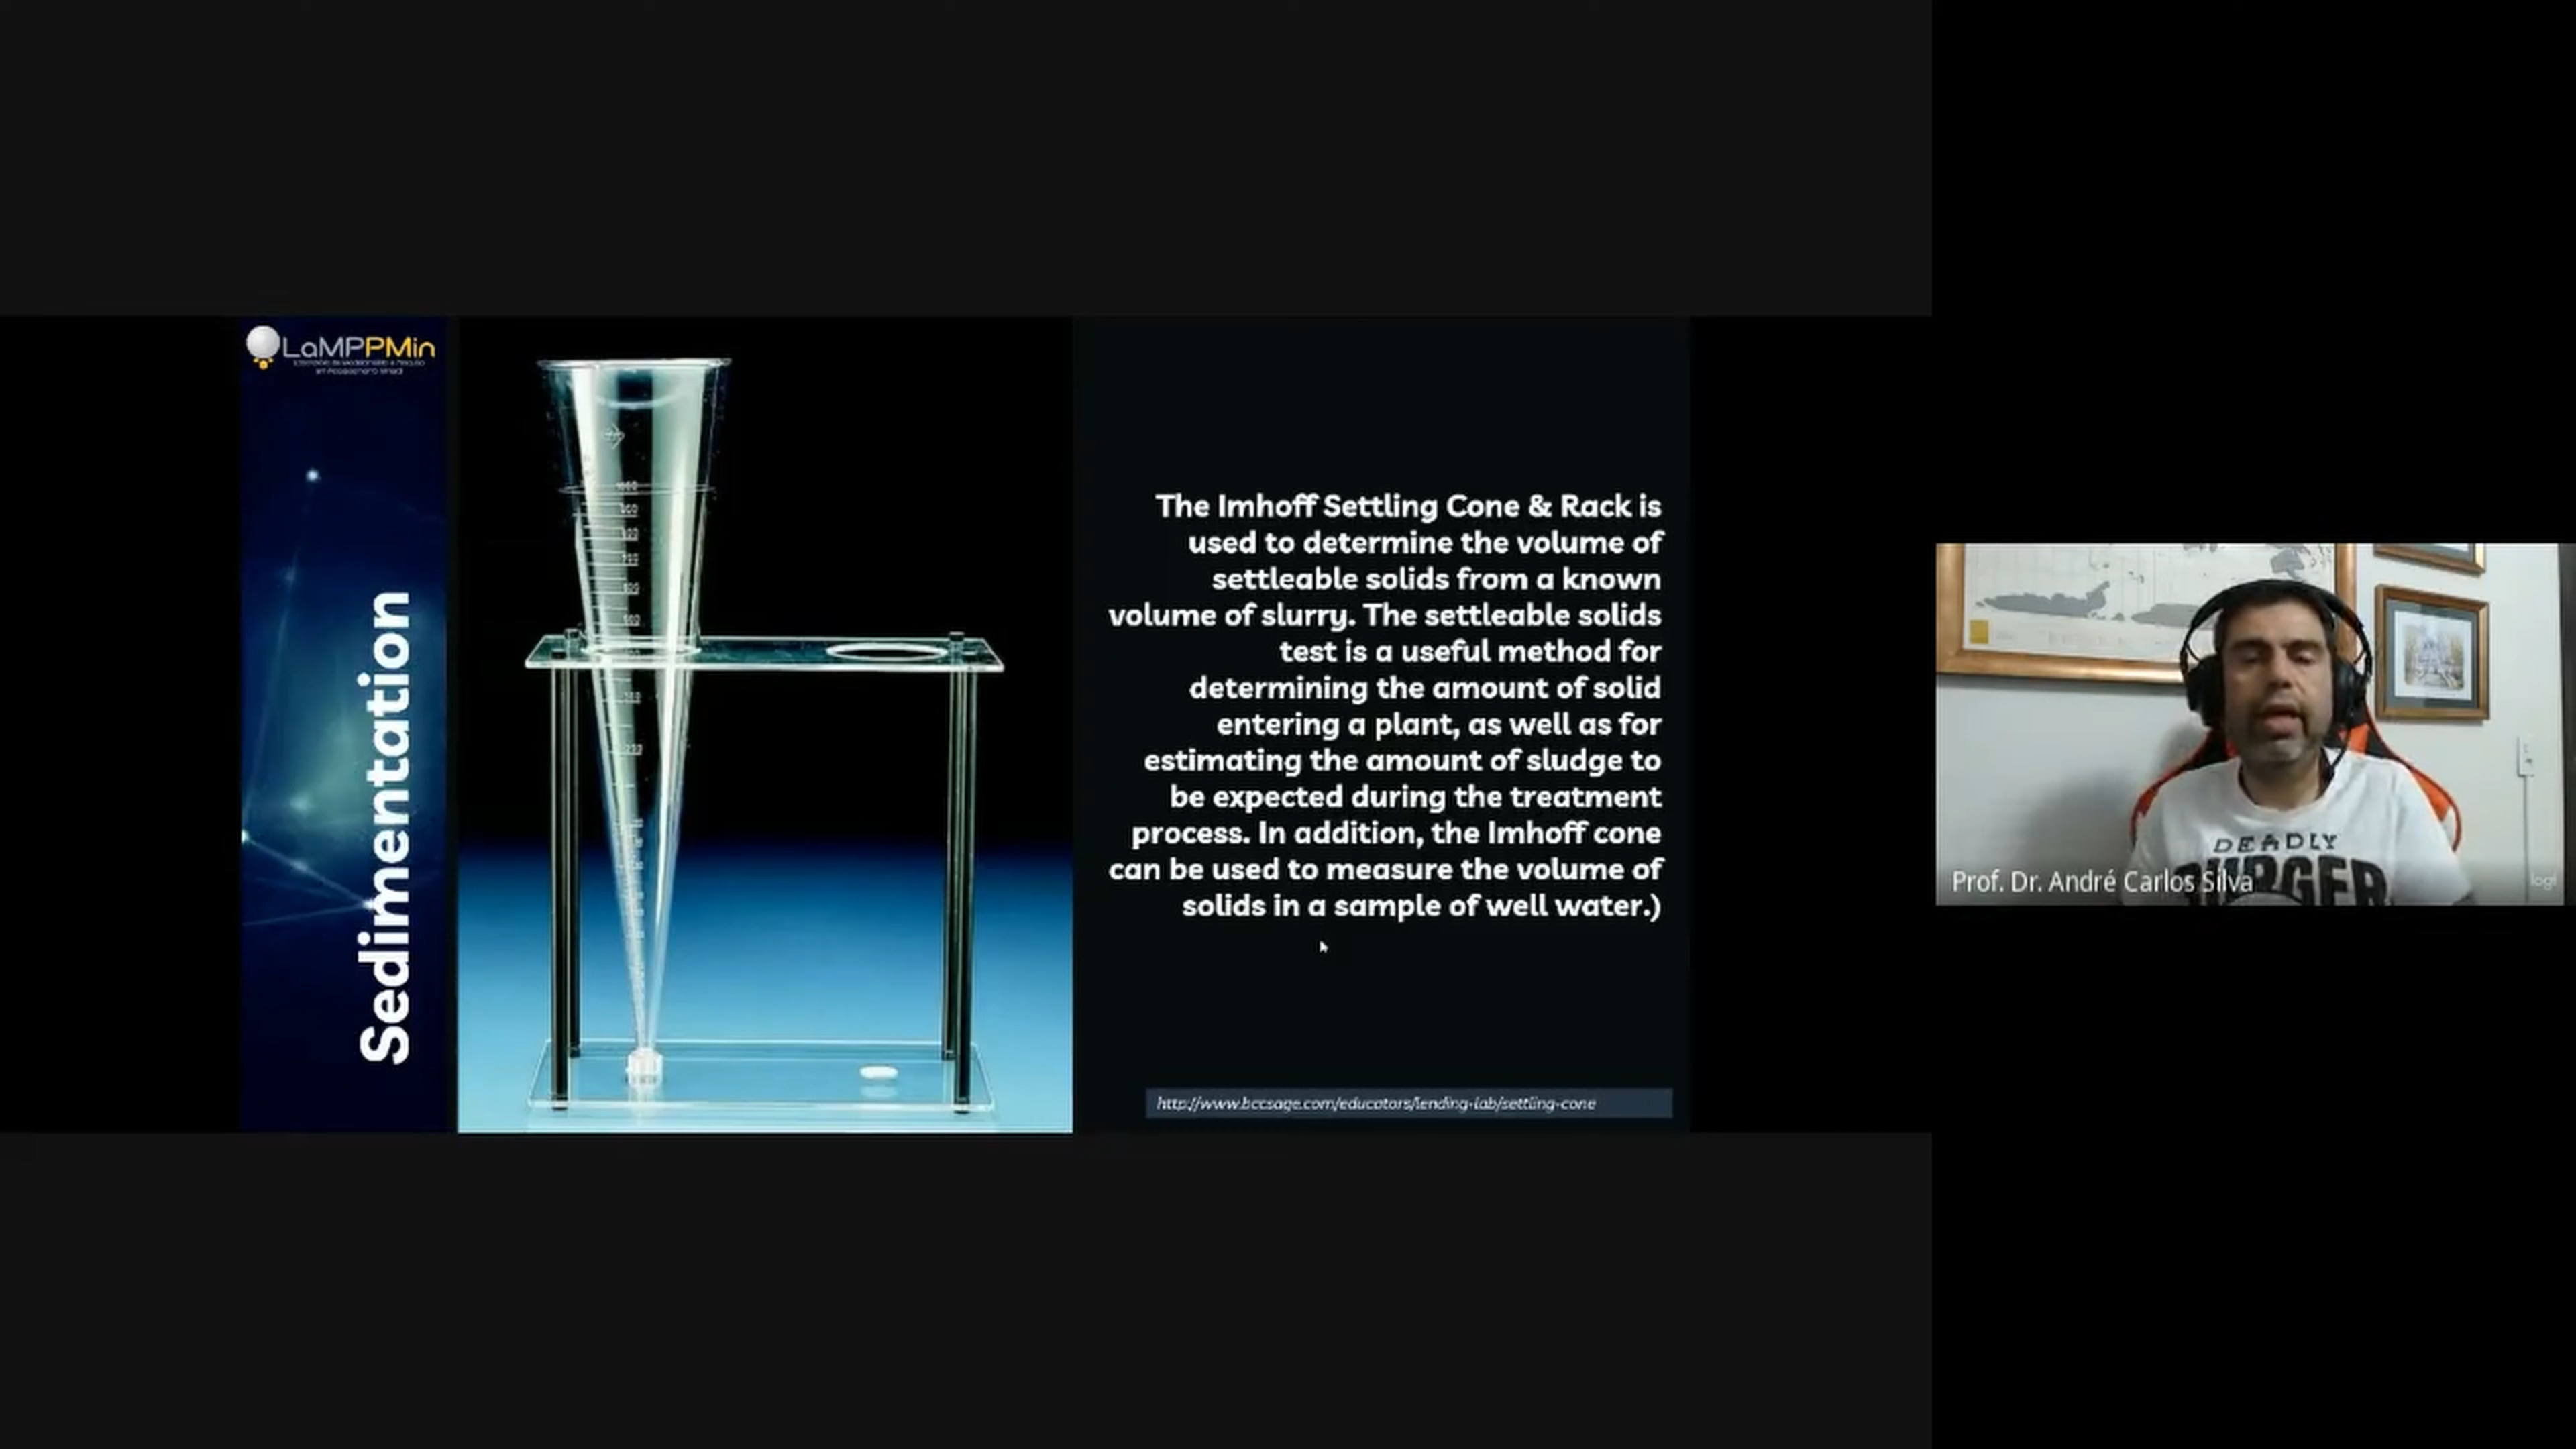 LaMPPMin
Sedimentation
1000
The Imhoff Settling Cone & Rack is
used to determine the volume of
settleable solids from a known
volume of slurry. The settleable solids
test is a useful method for
determining the amount of solid
entering a plant, as well as for
estimating the amount of sludge to
be expected during the treatment
process. In addition, the Imhoff cone
can be used to measure the volume of
solids in a sample of well water.)
http://www.bccsage.com/educators/lending-lab/settling-cone
DEADLY
BURGER
Prof. Dr. André Carlos Silva
logi